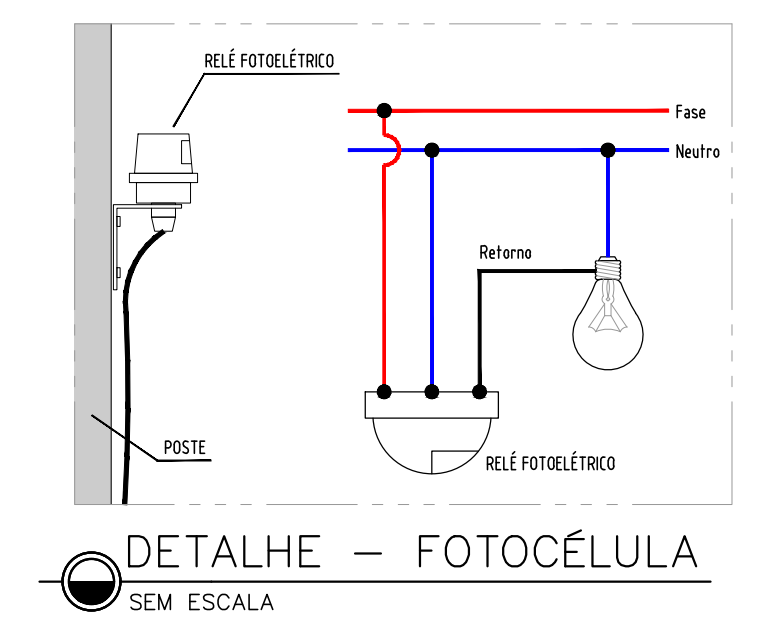 RELÉ FOTOELÉTRICO
Fase
Neutro
Retorno
POSTE
RELÉ FOTOELÉTRICO
DETALHE - FOTOCÉLULA
SEM ESCALA